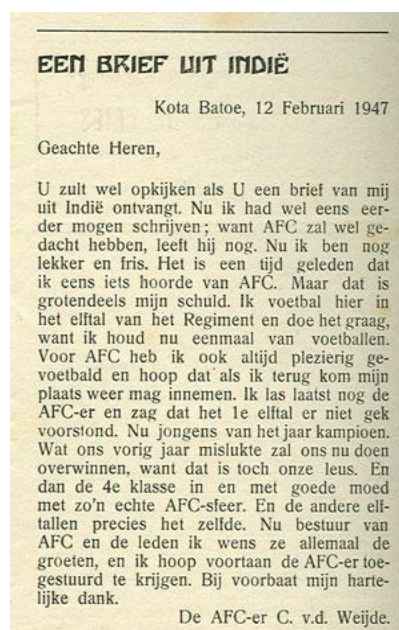 EEN BRIEF UIT INDIË
Kota Batoe, 12 Februari 1947
Geachte Heren,
U zult wel opkijken als U een brief van mij
uit Indië ontvangt. Nu ik had wel eens eer-
der mogen schrijven; want AFC zal wel ge-
dacht hebben, leeft hij nog. Nu ik ben nog
lekker en fris. Het is een tijd geleden dat
ik eens iets hoorde van AFC. Maar dat is
grotendeels mijn schuld. Ik voetbal hier in
het elftal van het Regiment en doe het graag,
want ik houd nu eenmaal van voetballen.
Voor AFC heb ik ook altijd plezierig ge-
voetbald en hoop dat als ik terug kom mijn
plaats weer mag innemen. Ik las laatst nog de
AFC-er en zag dat het 1e elftal er niet gek
voorstond. Nu jongens van het jaar kampioen.
Wat ons vorig jaar mislukte zal ons nu doen
overwinnen, want dat is toch onze leus. En
dan de 4e klasse in en met goede moed
met zo'n echte AFC-sfeer. En de andere elf-
tallen precies het zelfde. Nu bestuur van
AFC en de leden ik wens ze allemaal de
groeten, en ik hoop voortaan de AFC-er toe-
gestuurd te krijgen. Bij voorbaat mijn harte-
lijke dank.
De AFC-er C. v.d. Weijde.